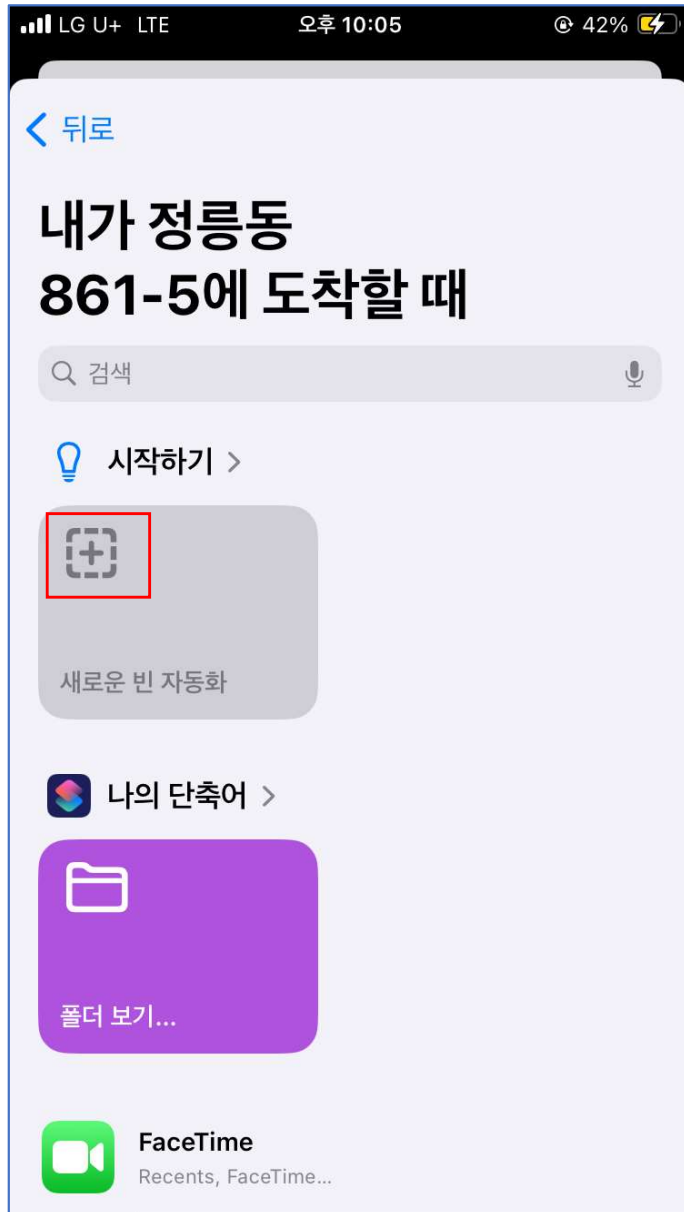 LG U+ LTE 오후 10:05 42%
뒤로
내가 정릉동
861-5에 도착할 때
검색
시작하기
새로운 빈 자동화
나의 단축어
폴더 보기...
FaceTime
Recents, FaceTime...